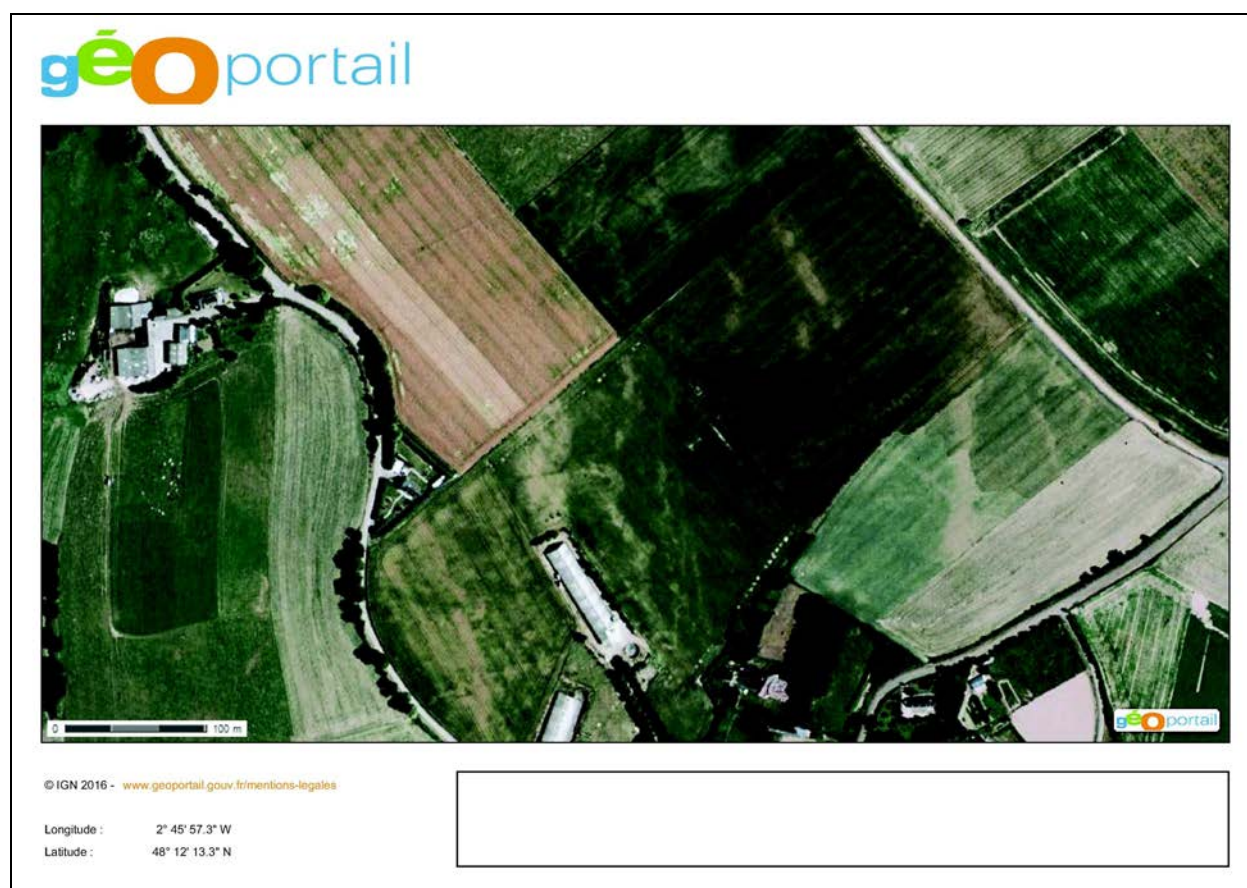 géoportail
0 100 m
géoportail
© IGN 2016 - www.geoportail.gouv.fr/mentions-legales
Longitude : 2° 45' 57.3" W
Latitude : 48° 12' 13.3" N